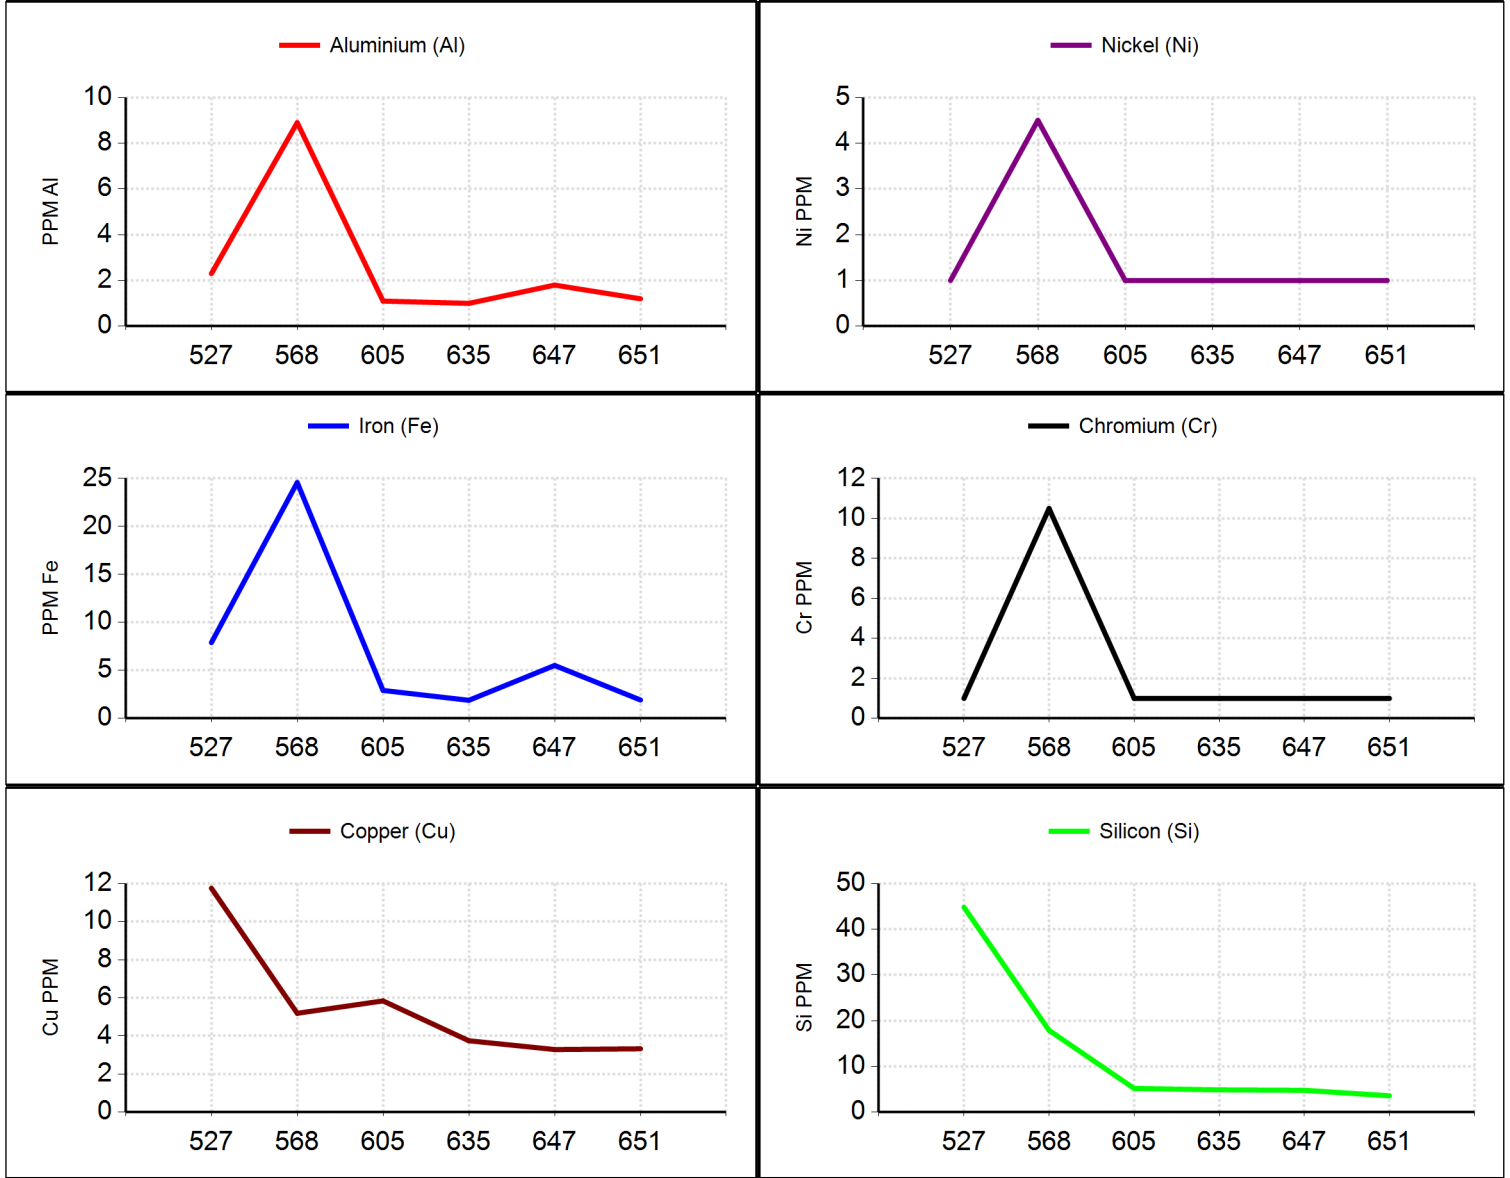 Aluminium (Al)
PPM Al
10
8
6
4
2
0
527 568 605 635 647 651
Nickel (Ni)
Ni PPM
5
4
3
2
1
0
527 568 605 635 647 651
Iron (Fe)
PPM Fe
25
20
15
10
5
0
527 568 605 635 647 651
Chromium (Cr)
Cr PPM
12
10
8
6
4
2
0
527 568 605 635 647 651
Copper (Cu)
Cu PPM
12
10
8
6
4
2
0
527 568 605 635 647 651
Silicon (Si)
Si PPM
50
40
30
20
10
0
527 568 605 635 647 651